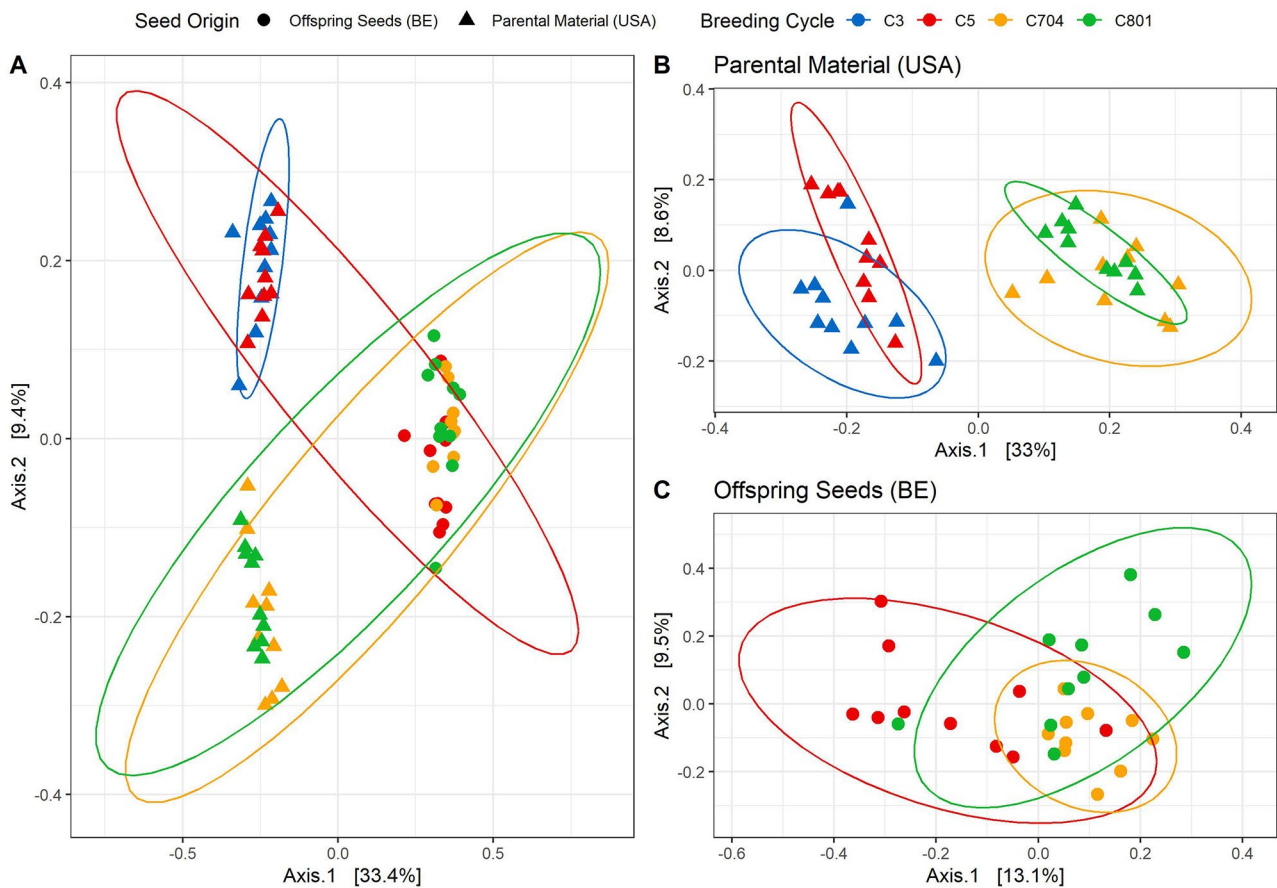 Seed Origin Offspring Seeds (BE) Parental Material (USA) Breeding Cycle C3 C5 C704 C801
A
0.4
0.2
0.0
-0.2
-0.4
Axis.2 [9.4%]
-0.5 0.0 0.5
Axis.1 [33.4%]
B Parental Material (USA)
0.4
0.2
0.0
-0.2
Axis.2 [8.6%]
-0.4 -0.2 0.0 0.2 0.4
Axis.1 [33%]
C Offspring Seeds (BE)
0.4
0.2
0.0
-0.2
Axis.2 [9.5%]
-0.6 -0.4 -0.2 0.0 0.2 0.4
Axis.1 [13.1%]